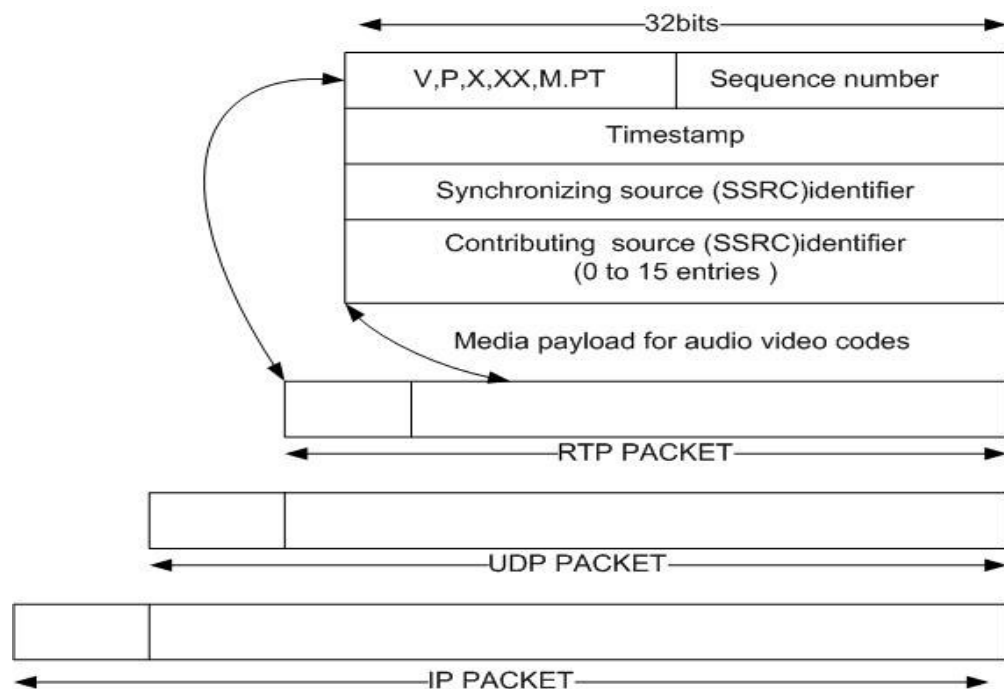 32bits
V,P,X,XX,M.PT
Sequence number
Timestamp
Synchronizing source (SSRC)identifier
Contributing source (SSRC)identifier
(0 to 15 entries )
Media payload for audio video codes
RTP PACKET
UDP PACKET
IP PACKET